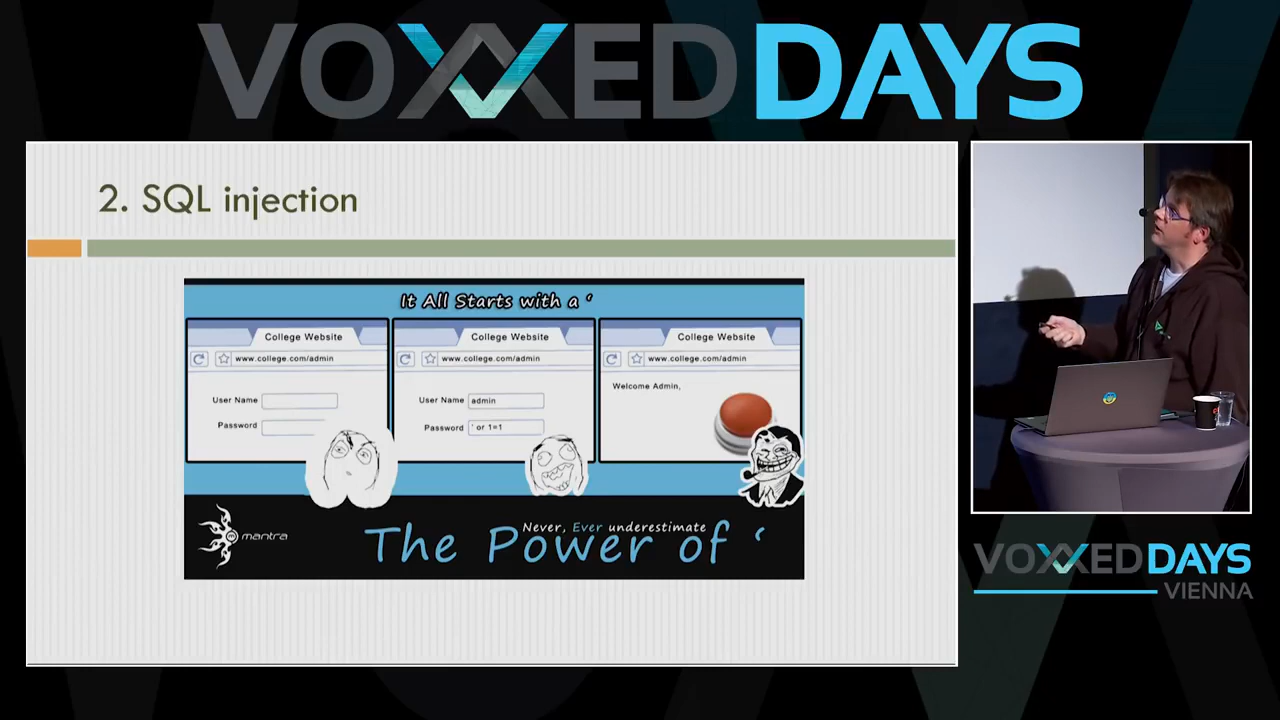 VOXXED DAYS
2. SQL injection
It All Starts with a ‘
College Website
www.college.com/admin
User Name
Password
College Website
www.college.com/admin
User Name admin
Password ' or 1=1
College Website
www.college.com/admin
Welcome Admin,
mantra
Never, Ever underestimate
The Power of ‘
VOXXED DAYS
VIENNA